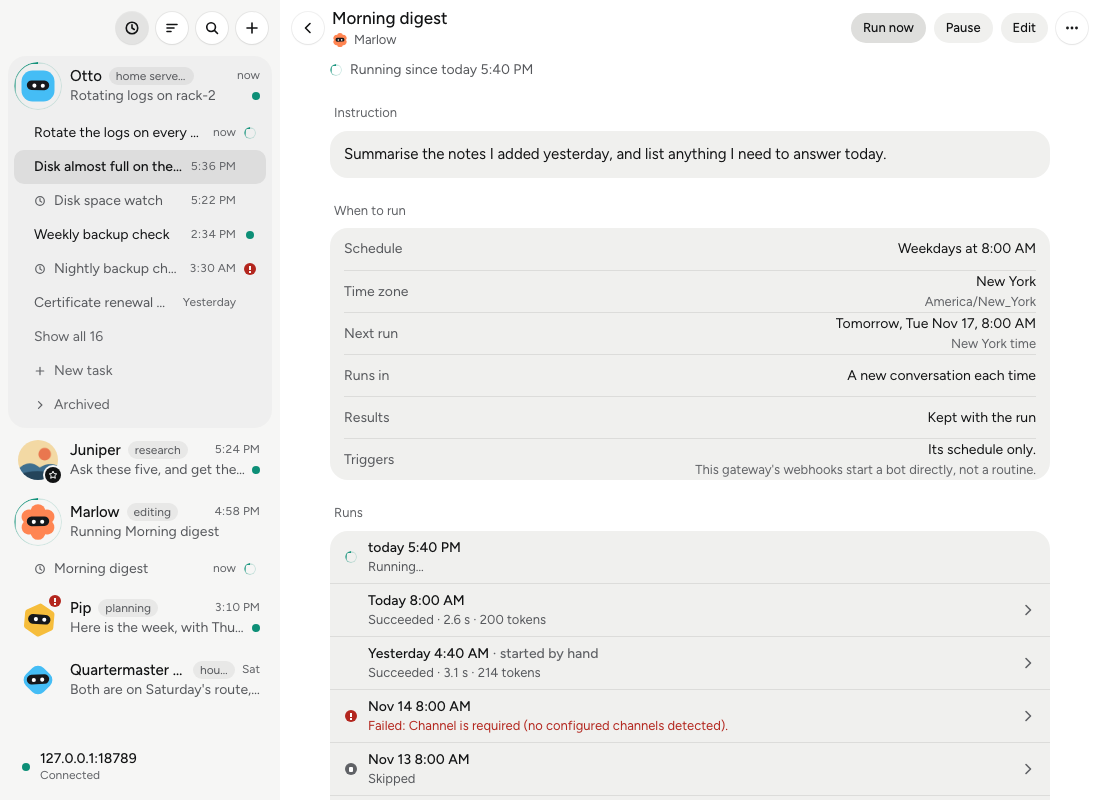 Otto home serve... now
Rotating logs on rack-2
Rotate the logs on every ... now
Disk almost full on the... 5:36 PM
Disk space watch 5:22 PM
Weekly backup check 2:34 PM
Nightly backup ch... 3:30 AM
Certificate renewal ... Yesterday
Show all 16
New task
Archived
Juniper research 5:24 PM
Ask these five, and get the...
Marlow editing 4:58 PM
Running Morning digest
Morning digest now
Pip planning 3:10 PM
Here is the week, with Thu...
Quartermaster ... hou... Sat
Both are on Saturday's route,...
127.0.0.1:18789
Connected
Morning digest
Marlow
Run now Pause Edit
Running since today 5:40 PM
Instruction
Summarise the notes I added yesterday, and list anything I need to answer today.
When to run
Schedule Weekdays at 8:00 AM
Time zone New York
America/New_York
Next run Tomorrow, Tue Nov 17, 8:00 AM
New York time
Runs in A new conversation each time
Results Kept with the run
Triggers Its schedule only.
This gateway's webhooks start a bot directly, not a routine.
Runs
today 5:40 PM
Running...
Today 8:00 AM
Succeeded · 2.6 s · 200 tokens
Yesterday 4:40 AM · started by hand
Succeeded · 3.1 s · 214 tokens
Nov 14 8:00 AM
Failed: Channel is required (no configured channels detected).
Nov 13 8:00 AM
Skipped